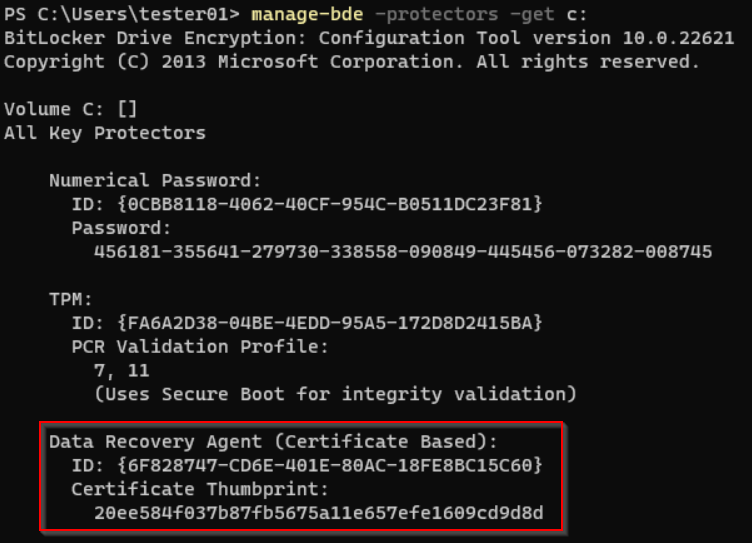 PS C:\Users\tester01> manage-bde -protectors -get c:
BitLocker Drive Encryption: Configuration Tool version 10.0.22621
Copyright (C) 2013 Microsoft Corporation. All rights reserved.
Volume C: []
All Key Protectors
Numerical Password:
ID: {0CBB8118-4062-40CF-954C-B0511DC23F81}
Password:
456181-355641-279730-338558-090849-445456-073282-008745
TPM:
ID: {FA6A2D38-04BE-4EDD-95A5-172D8D2415BA}
PCR Validation Profile:
7, 11
(Uses Secure Boot for integrity validation)
Data Recovery Agent (Certificate Based):
ID: {6F828747-CD6E-401E-80AC-18FE8BC15C60}
Certificate Thumbprint:
20ee584f037b87fb5675a11e657efe1609cd9d8d